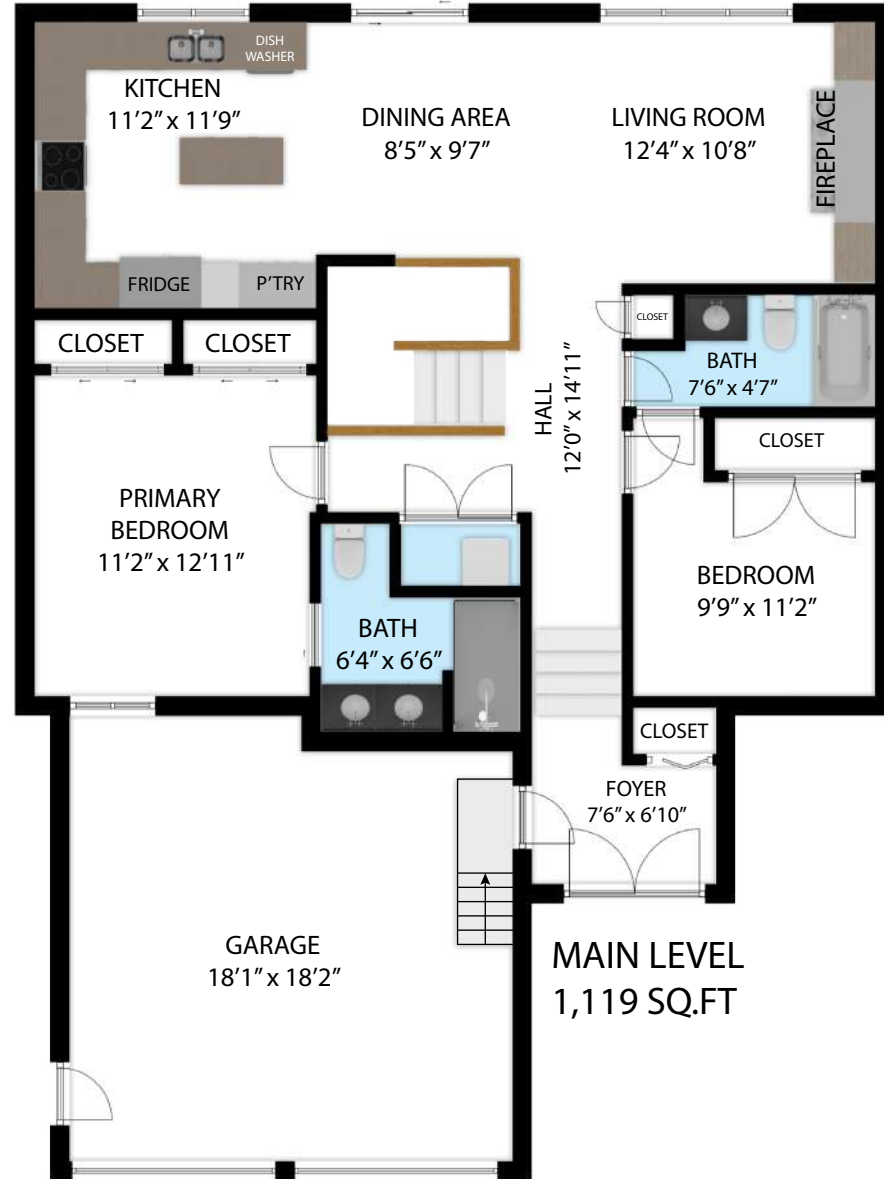 DISH
WASHER
KITCHEN
11’2” x 11’9”
DINING AREA
8’5” x 9’7”
LIVING ROOM
12’4” x 10’8”
FIREPLACE
FRIDGE
P’TRY
CLOSET
CLOSET
CLOSET
BATH
7’6” x 4’7”
HALL
12’0” x 14’11”
CLOSET
PRIMARY
BEDROOM
11’2” x 12’11”
BEDROOM
9’9” x 11’2”
BATH
6’4” x 6’6”
CLOSET
FOYER
7’6” x 6’10”
GARAGE
18’1” x 18’2”
MAIN LEVEL
1,119 SQ.FT